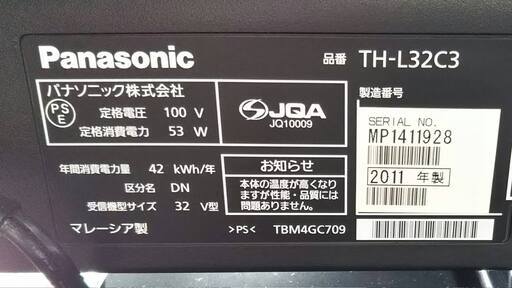 Panasonic
品番 TH-L32C3
パナソニック株式会社
PS
E
定格電圧 100 V
定格消費電力 53 W
JQA
JQ10009
製造番号
SERIAL NO.
MP1411928
2011 年製
年間消費電力量 42 kWh/年
区分名 DN
受信機型サイズ 32 V型
マレーシア製
お知らせ
本体の温度が高くなり
ますが性能・品質には
問題ありません。
>PS< TBM4GC709